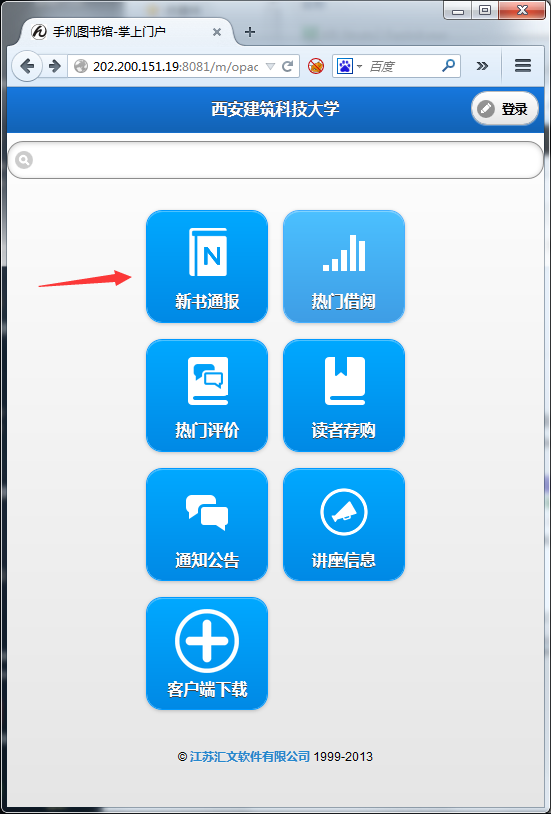 手机图书馆-掌上门户
202.200.151.19:8081/m/opac
百度
西安建筑科技大学
登录
N
新书通报
热门借阅
热门评价
读者荐购
通知公告
讲座信息
客户端下载
© 江苏汇文软件有限公司 1999-2013